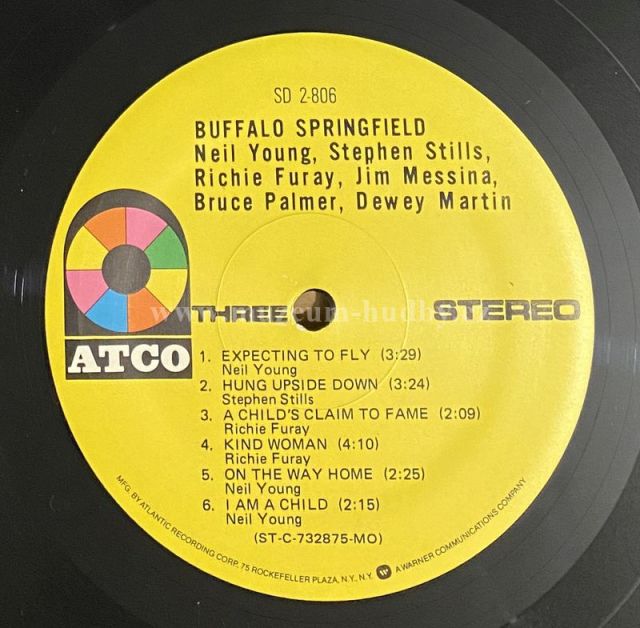 SD 2-806
BUFFALO SPRINGFIELD
Neil Young, Stephen Stills,
Richie Furay, Jim Messina,
Bruce Palmer, Dewey Martin
THREE
STEREO
ATCO
1. EXPECTING TO FLY (3:29)
Neil Young
2. HUNG UPSIDE DOWN (3:24)
Stephen Stills
3. A CHILD'S CLAIM TO FAME (2:09)
Richie Furay
4. KIND WOMAN (4:10)
Richie Furay
5. ON THE WAY HOME (2:25)
Neil Young
6. I AM A CHILD (2:15)
Neil Young
(ST-C-732875-MO)
MFG. BY ATLANTIC RECORDING CORP. 75 ROCKEFELLER PLAZA, N.Y., N.Y. A WARNER COMMUNICATIONS COMPANY